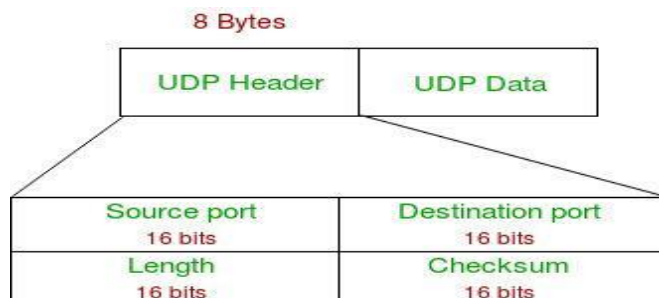 8 Bytes
UDP Header UDP Data
Source port Destination port
16 bits 16 bits
Length Checksum
16 bits 16 bits